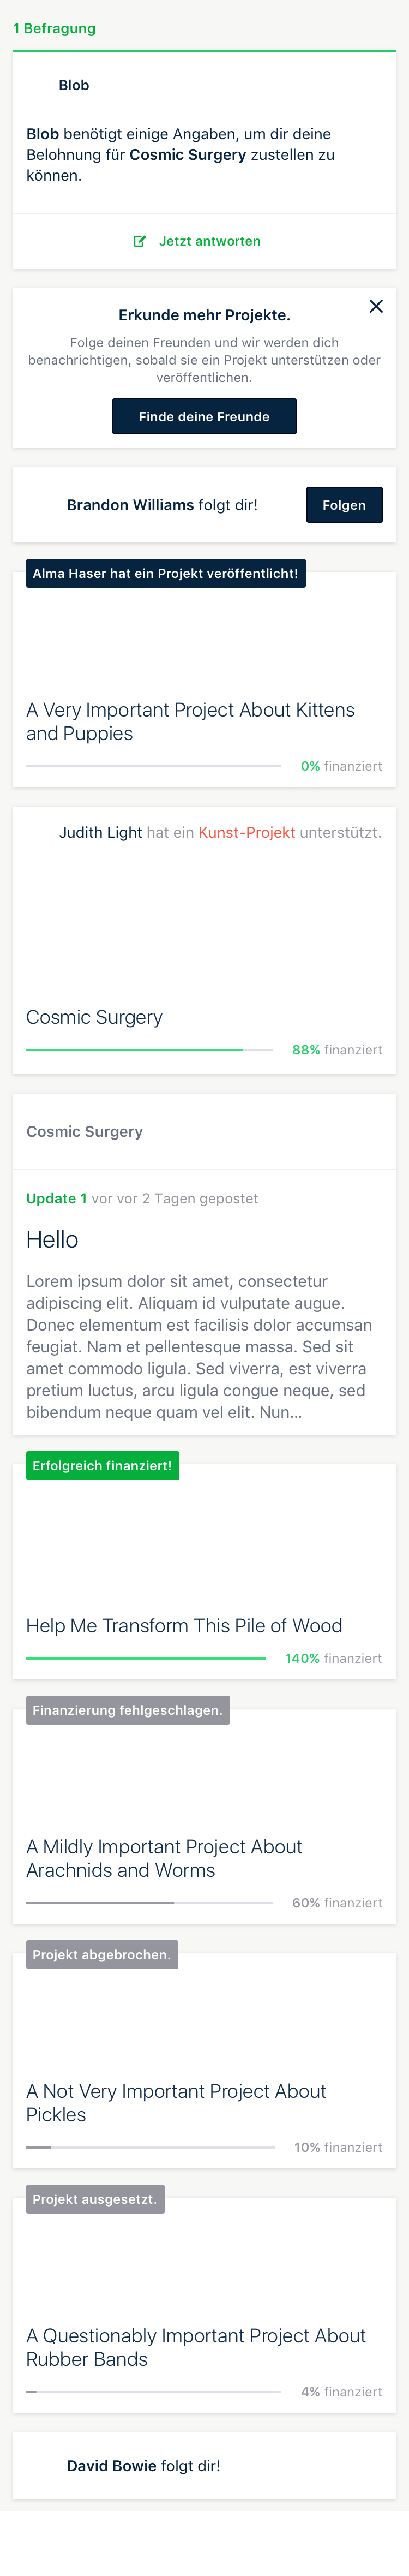 1 Befragung
Blob
Blob benötigt einige Angaben, um dir deine
Belohnung für Cosmic Surgery zustellen zu
können.
Jetzt antworten
Erkunde mehr Projekte.
Folge deinen Freunden und wir werden dich
benachrichtigen, sobald sie ein Projekt unterstützen oder
veröffentlichen.
Finde deine Freunde
Brandon Williams folgt dir!
Folgen
Alma Haser hat ein Projekt veröffentlicht!
A Very Important Project About Kittens
and Puppies
0% finanziert
Judith Light hat ein Kunst-Projekt unterstützt.
Cosmic Surgery
88% finanziert
Cosmic Surgery
Update 1 vor vor 2 Tagen gepostet
Hello
Lorem ipsum dolor sit amet, consectetur
adipiscing elit. Aliquam id vulputate augue.
Donec elementum est facilisis dolor accumsan
feugiat. Nam et pellentesque massa. Sed sit
amet commodo ligula. Sed viverra, est viverra
pretium luctus, arcu ligula congue neque, sed
bibendum neque quam vel elit. Nun...
Erfolgreich finanziert!
Help Me Transform This Pile of Wood
140% finanziert
Finanzierung fehlgeschlagen.
A Mildly Important Project About
Arachnids and Worms
60% finanziert
Projekt abgebrochen.
A Not Very Important Project About
Pickles
10% finanziert
Projekt ausgesetzt.
A Questionably Important Project About
Rubber Bands
4% finanziert
David Bowie folgt dir!